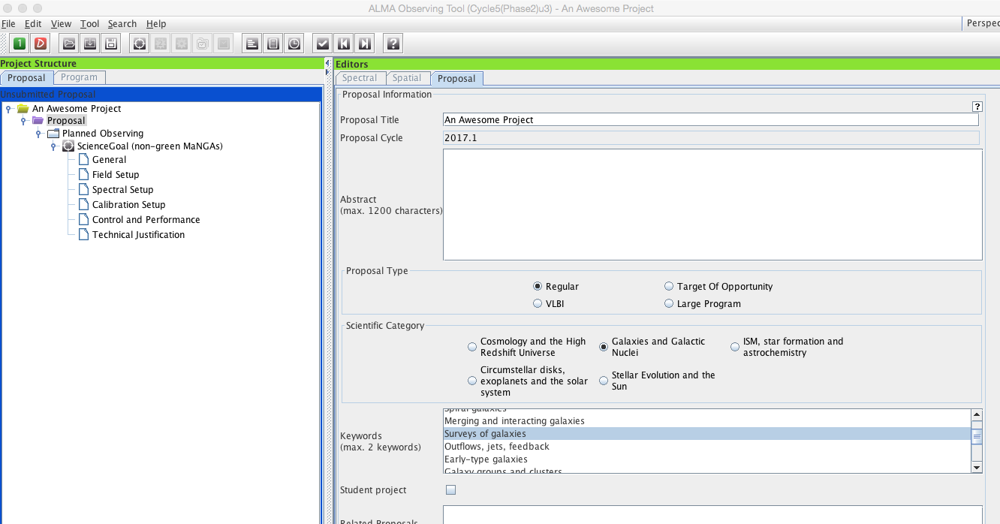 ALMA Observing Tool (Cycle5(Phase2)u3) - An Awesome Project
File Edit View Tool Search Help
Perspec
1
?
Project Structure
Editors
Proposal Program
Spectral Spatial Proposal
Unsubmitted Proposal
An Awesome Project
Proposal
Planned Observing
ScienceGoal (non-green MaNGAs)
General
Field Setup
Spectral Setup
Calibration Setup
Control and Performance
Technical Justification
Proposal Information
?
Proposal Title An Awesome Project
Proposal Cycle 2017.1
Abstract
(max. 1200 characters)
Proposal Type
Regular Target Of Opportunity
VLBI Large Program
Scientific Category
Cosmology and the High
Redshift Universe
Galaxies and Galactic
Nuclei
ISM, star formation and
astrochemistry
Circumstellar disks,
exoplanets and the solar
system
Stellar Evolution and the
Sun
Keywords
(max. 2 keywords)
Spiral galaxies
Merging and interacting galaxies
Surveys of galaxies
Outflows, jets, feedback
Early-type galaxies
Galaxy groups and clusters
Student project
Related Proposals